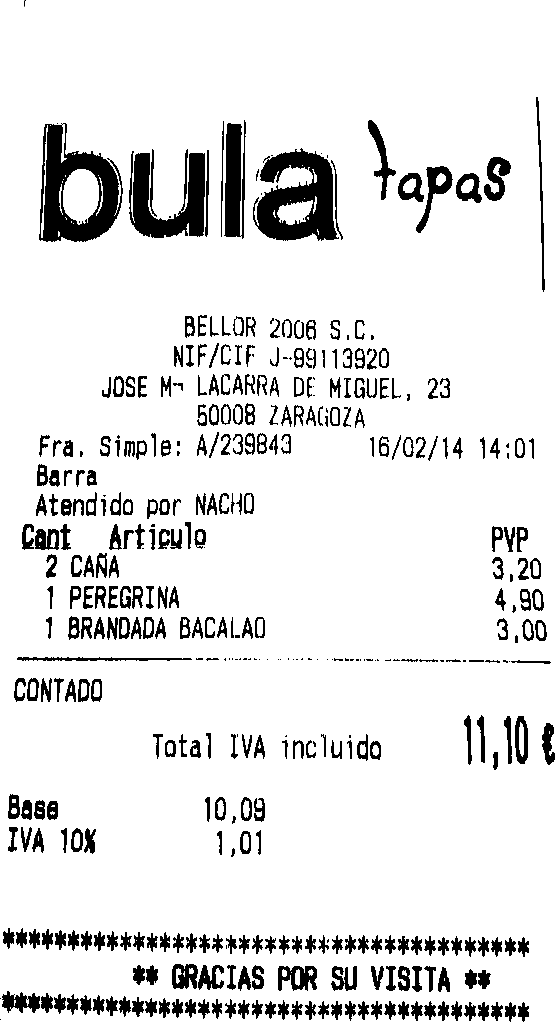 bula tapas
BELLOR 2006 S.C.
NIF/CIF J-99113920
JOSE Mª LACARRA DE MIGUEL, 23
50008 ZARAGOZA
Fra. Simple: A/239843 16/02/14 14:01
Barra
Atendido por NACHO
Cant Articulo PVP
2 CAÑA 3,20
1 PEREGRINA 4,90
1 BRANDADA BACALAO 3,00
CONTADO
Total IVA incluido 11,10 €
Base 10,09
IVA 10% 1,01
****************************************
** GRACIAS POR SU VISITA **
****************************************